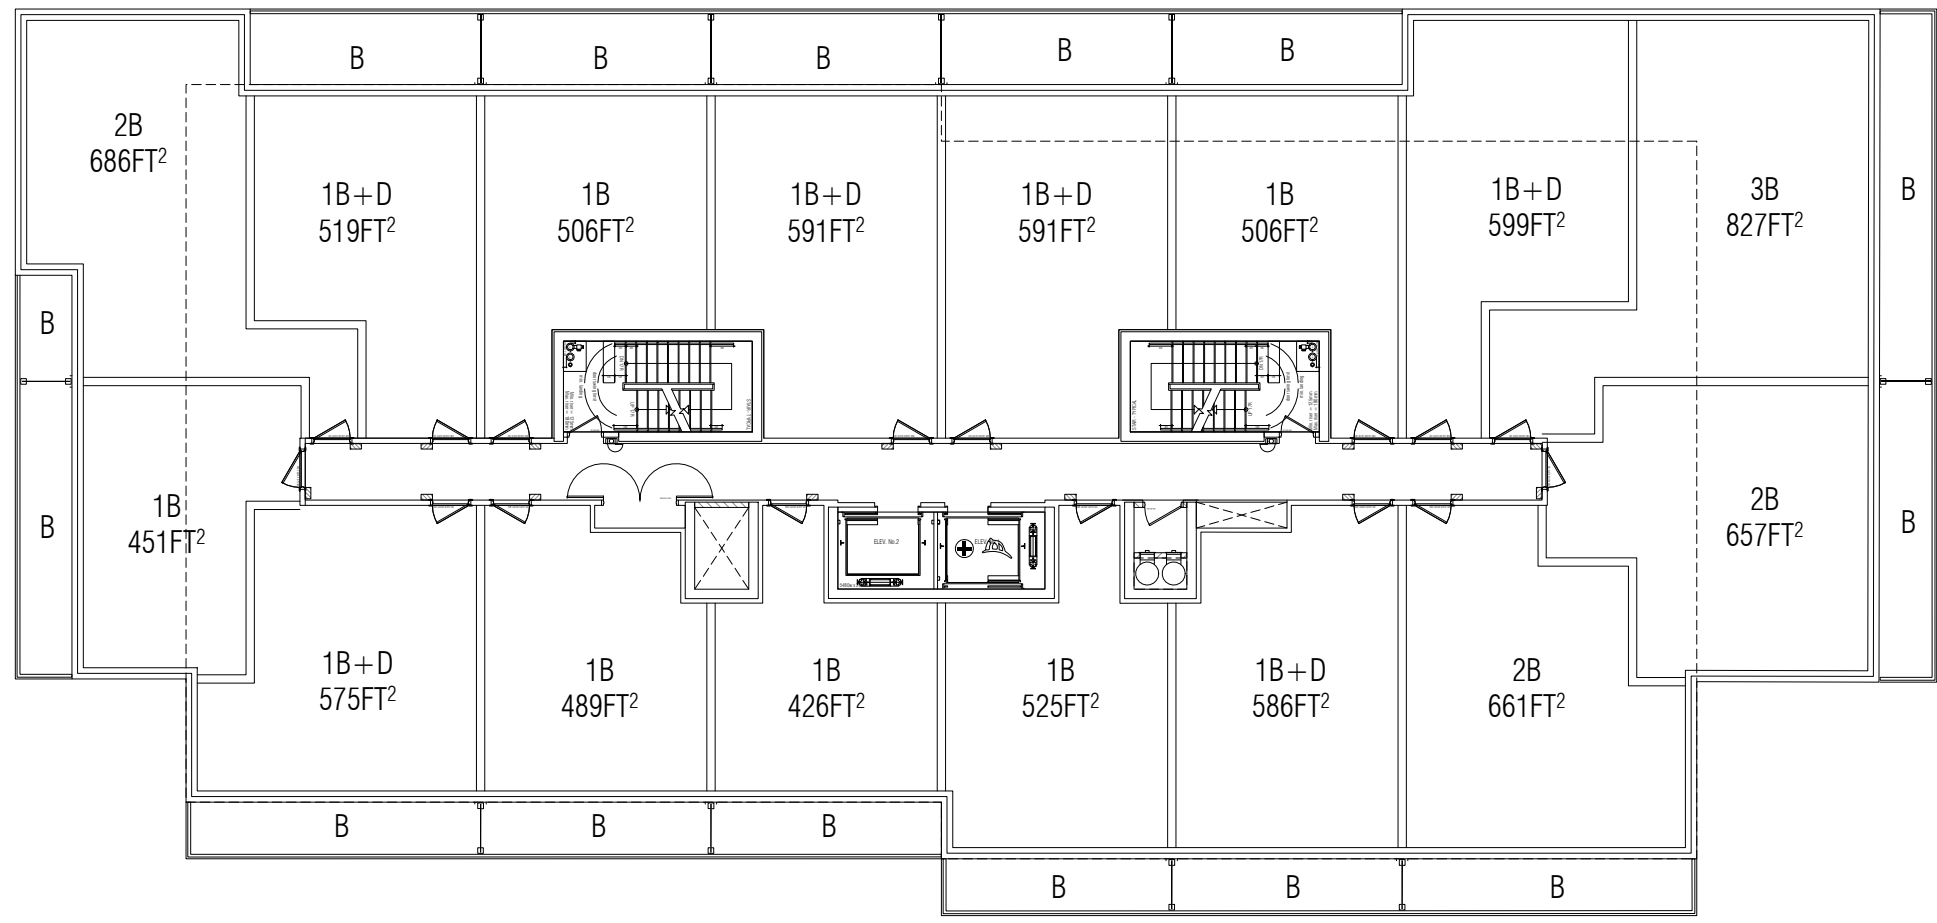 B
B
B
B
B
2B
686FT²
1B+D
519FT²
1B
506FT²
1B+D
591FT²
1B+D
591FT²
1B
506FT²
1B+D
599FT²
3B
827FT²
B
B
B
1B
451FT²
2B
657FT²
B
ELEV. No.2
1B+D
575FT²
1B
489FT²
1B
426FT²
1B
525FT²
1B+D
586FT²
2B
661FT²
B
B
B
B
B
B